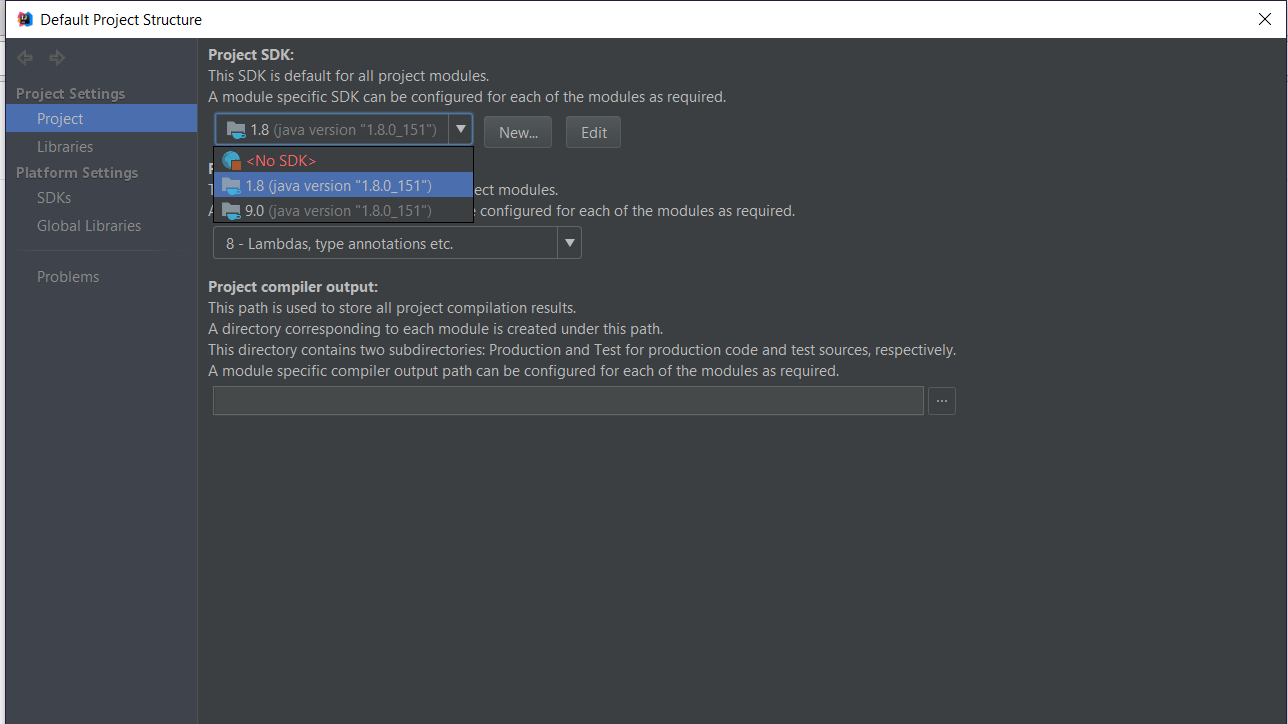 Default Project Structure
Project Settings
Project
Libraries
Platform Settings
SDKs
Global Libraries
Problems
Project SDK:
This SDK is default for all project modules.
A module specific SDK can be configured for each of the modules as required.
1.8 (java version "1.8.0_151")
New...
Edit
<No SDK>
1.8 (java version "1.8.0_151")
9.0 (java version "1.8.0_151")
ect modules.
configured for each of the modules as required.
8 - Lambdas, type annotations etc.
Project compiler output:
This path is used to store all project compilation results.
A directory corresponding to each module is created under this path.
This directory contains two subdirectories: Production and Test for production code and test sources, respectively.
A module specific compiler output path can be configured for each of the modules as required.
...